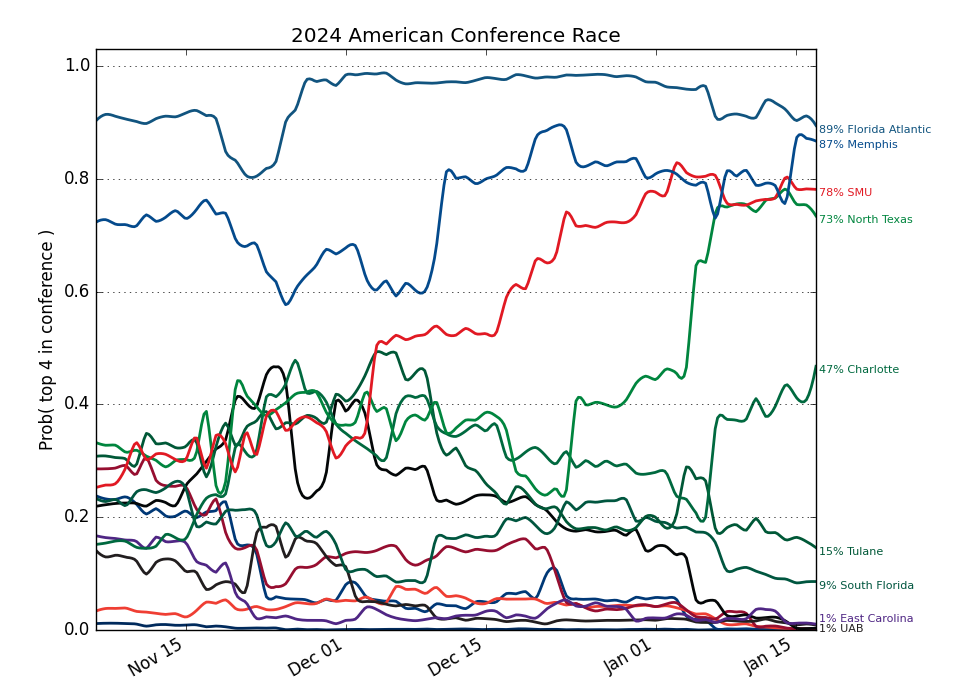 2024 American Conference Race
Prob( top 4 in conference )
1.0
0.8
0.6
0.4
0.2
0.0
Nov 15
Dec 01
Dec 15
Jan 01
Jan 15
89% Florida Atlantic
87% Memphis
78% SMU
73% North Texas
47% Charlotte
15% Tulane
9% South Florida
1% East Carolina
1% UAB